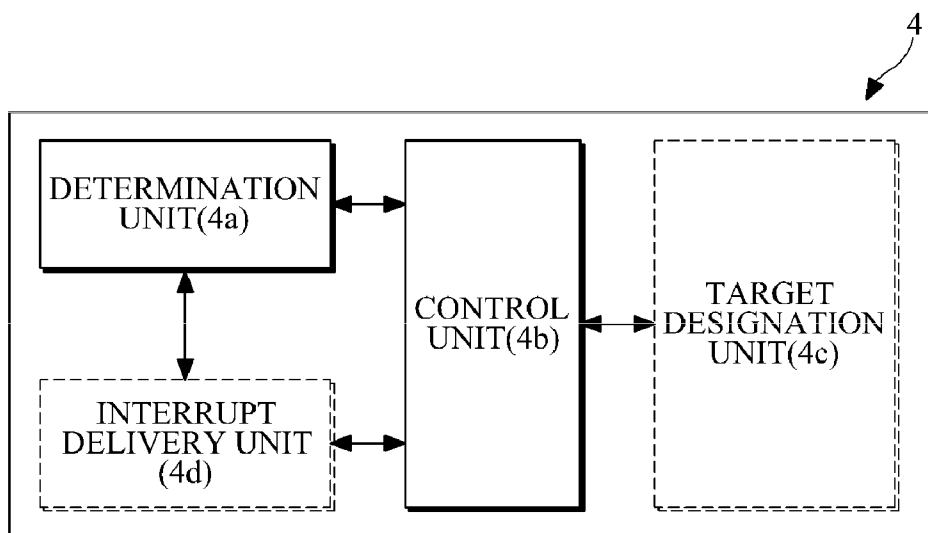 4
DETERMINATION
UNIT(4a)
CONTROL
UNIT(4b)
TARGET
DESIGNATION
UNIT(4c)
INTERRUPT
DELIVERY UNIT
(4d)